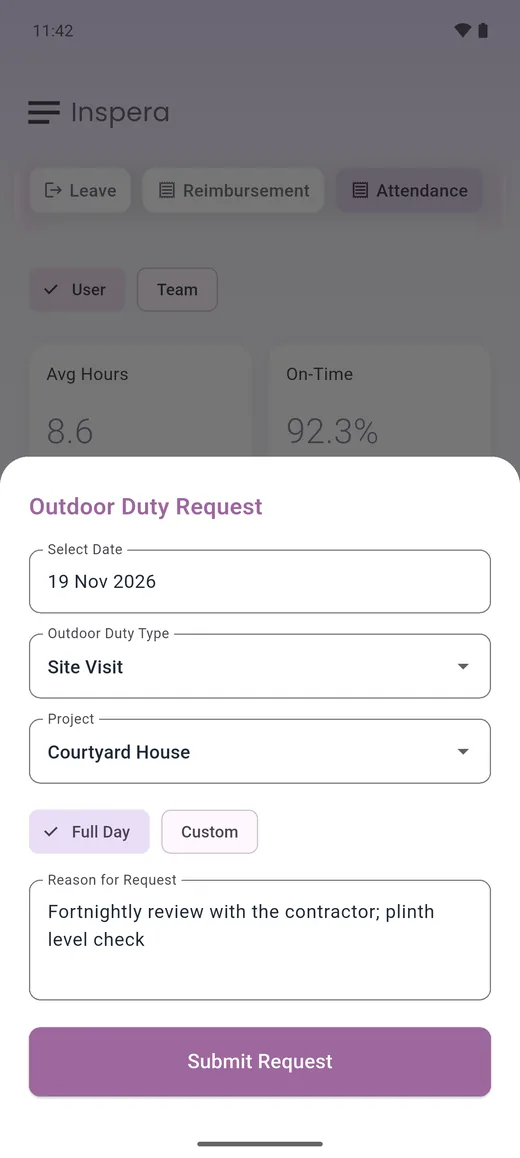 11:42
Inspera
Leave
Reimbursement
Attendance
User
Team
Avg Hours
On-Time
8.6
92.3%
Outdoor Duty Request
Select Date
19 Nov 2026
Outdoor Duty Type
Site Visit
Project
Courtyard House
Full Day
Custom
Reason for Request
Fortnightly review with the contractor; plinth
level check
Submit Request